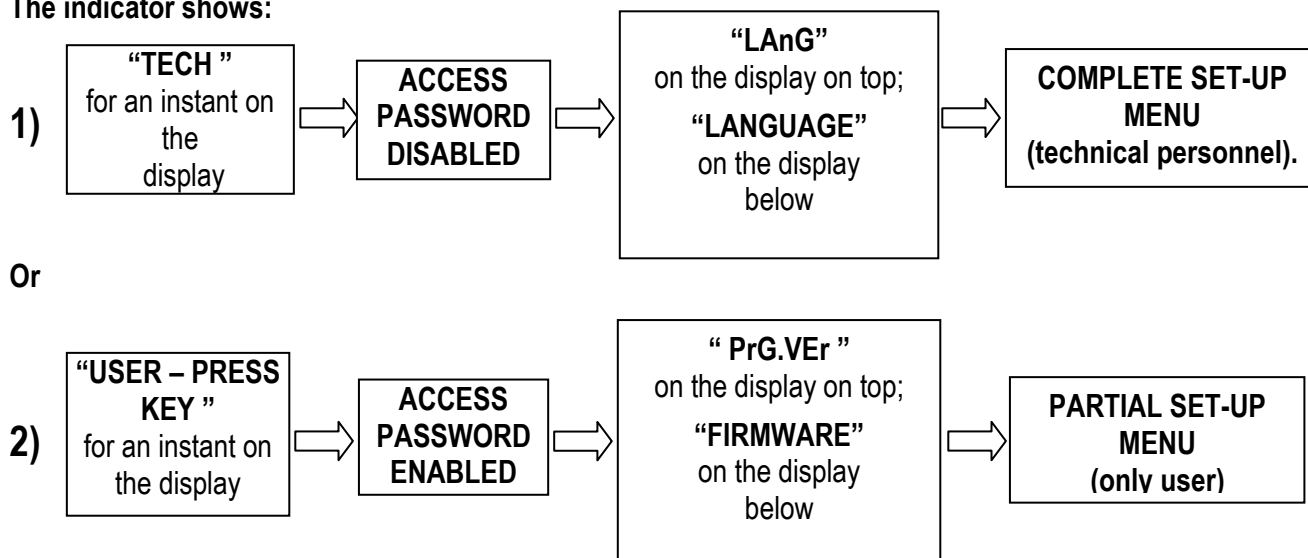 The indicator shows:
1)
“TECH ”
for an instant on
the
display
ACCESS
PASSWORD
DISABLED
“LAnG”
on the display on top;
“LANGUAGE”
on the display
below
COMPLETE SET-UP
MENU
(technical personnel).
Or
2)
“USER – PRESS
KEY ”
for an instant on
the display
ACCESS
PASSWORD
ENABLED
“ PrG.VEr ”
on the display on top;
“FIRMWARE”
on the display
below
PARTIAL SET-UP
MENU
(only user)